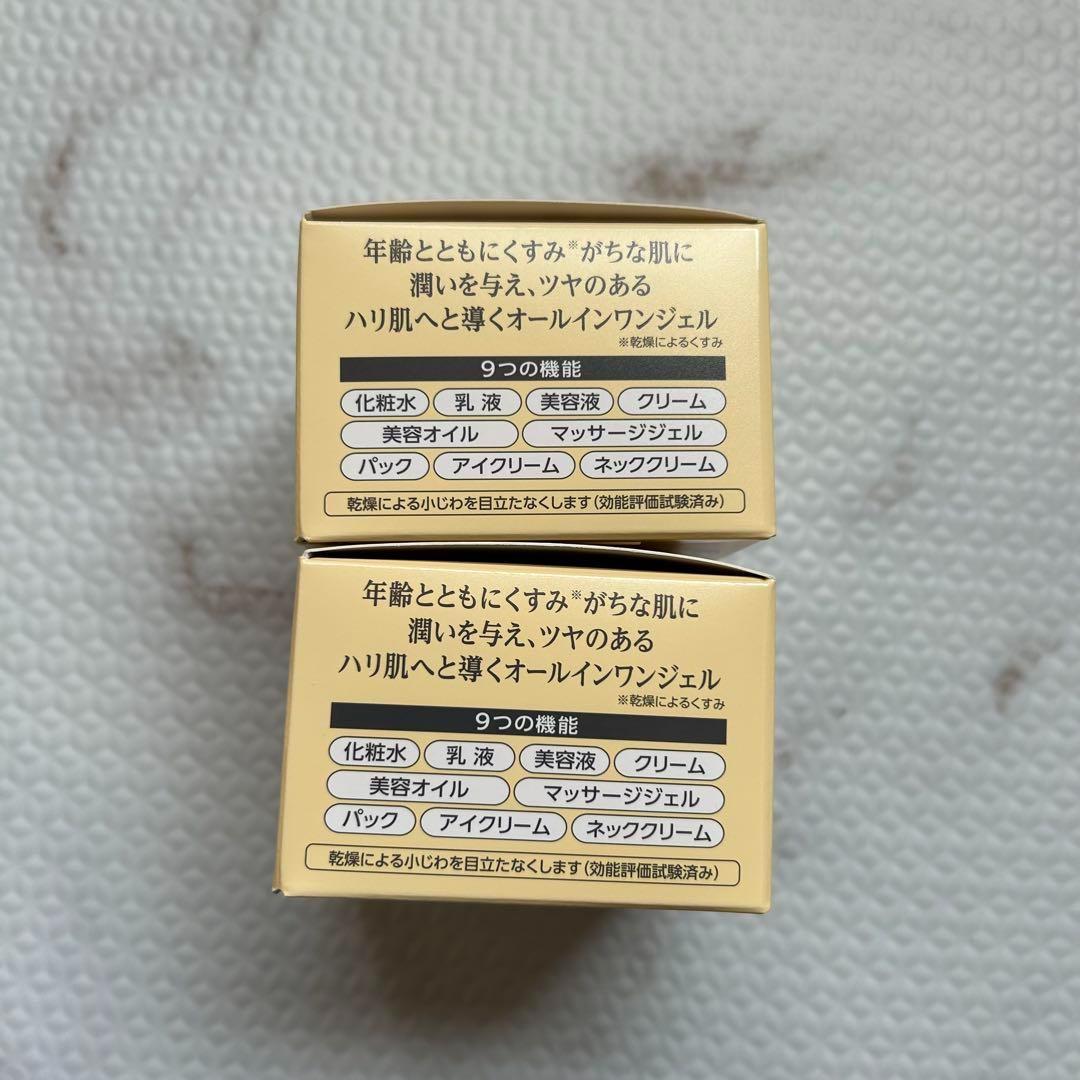 年齢とともにくすみ※がちな肌に
潤いを与え、ツヤのある
ハリ肌へと導くオールインワンジェル
※乾燥によるくすみ
9つの機能
化粧水 乳液 美容液 クリーム
美容オイル マッサージジェル
パック アイクリーム ネッククリーム
乾燥による小じわを目立たなくします(効能評価試験済み)
年齢とともにくすみ※がちな肌に
潤いを与え、ツヤのある
ハリ肌へと導くオールインワンジェル
※乾燥によるくすみ
9つの機能
化粧水 乳液 美容液 クリーム
美容オイル マッサージジェル
パック アイクリーム ネッククリーム
乾燥による小じわを目立たなくします(効能評価試験済み)